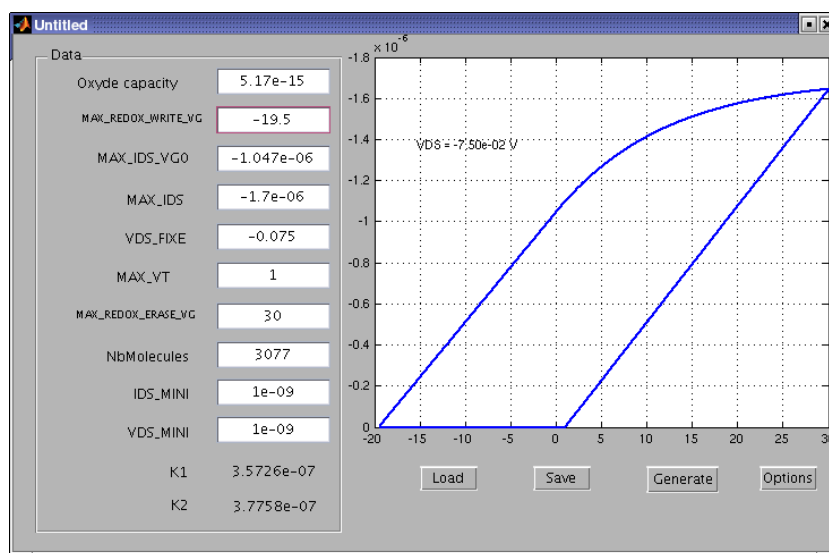 Untitled
Data
Oxyde capacity 5.17e-15
MAX_REDOX_WRITE_VG -19.5
MAX_IDS_VG0 -1.047e-06
MAX_IDS -1.7e-06
VDS_FIXE -0.075
MAX_VT 1
MAX_REDOX_ERASE_VG 30
NbMolecules 3077
IDS_MINI 1e-09
VDS_MINI 1e-09
K1 3.5726e-07
K2 3.7758e-07
x 10^-6
-1.8
-1.6
-1.4
-1.2
-1
-0.8
-0.6
-0.4
-0.2
0
VDS = -7.50e-02 V
-20 -15 -10 -5 0 5 10 15 20 25 30
Load Save Generate Options